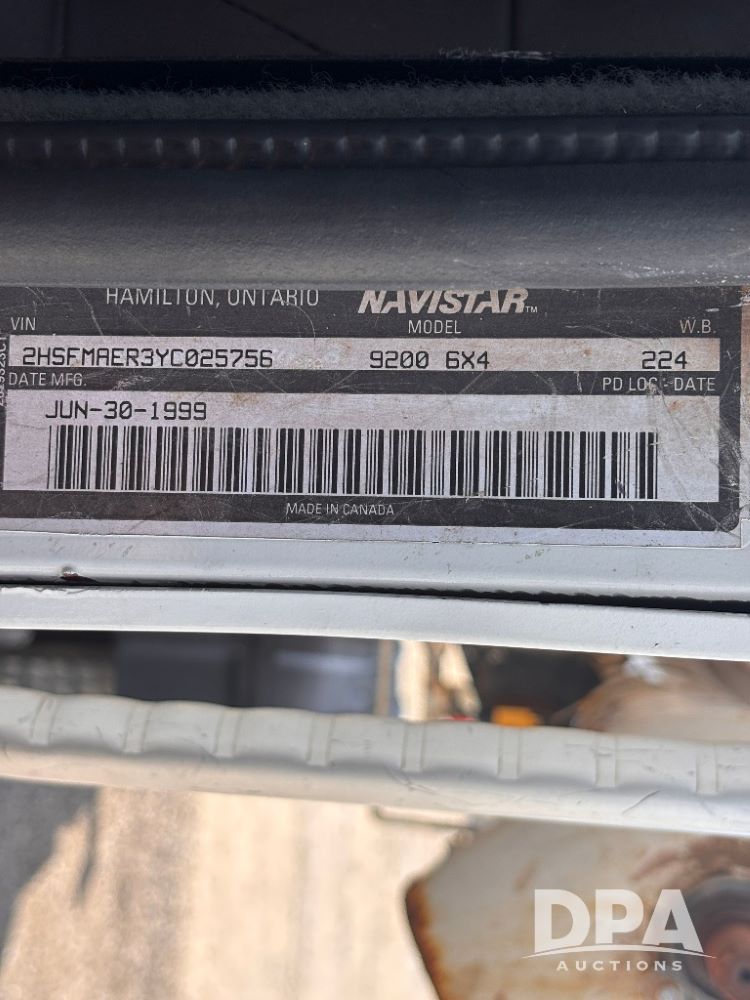 HAMILTON, ONTARIO NAVISTAR™
VIN MODEL W.B.
2HSFMAER3YC025756 9200 6X4 224
DATE MFG. PD LOC - DATE
JUN-30-1999
MADE IN CANADA
DPA
AUCTIONS